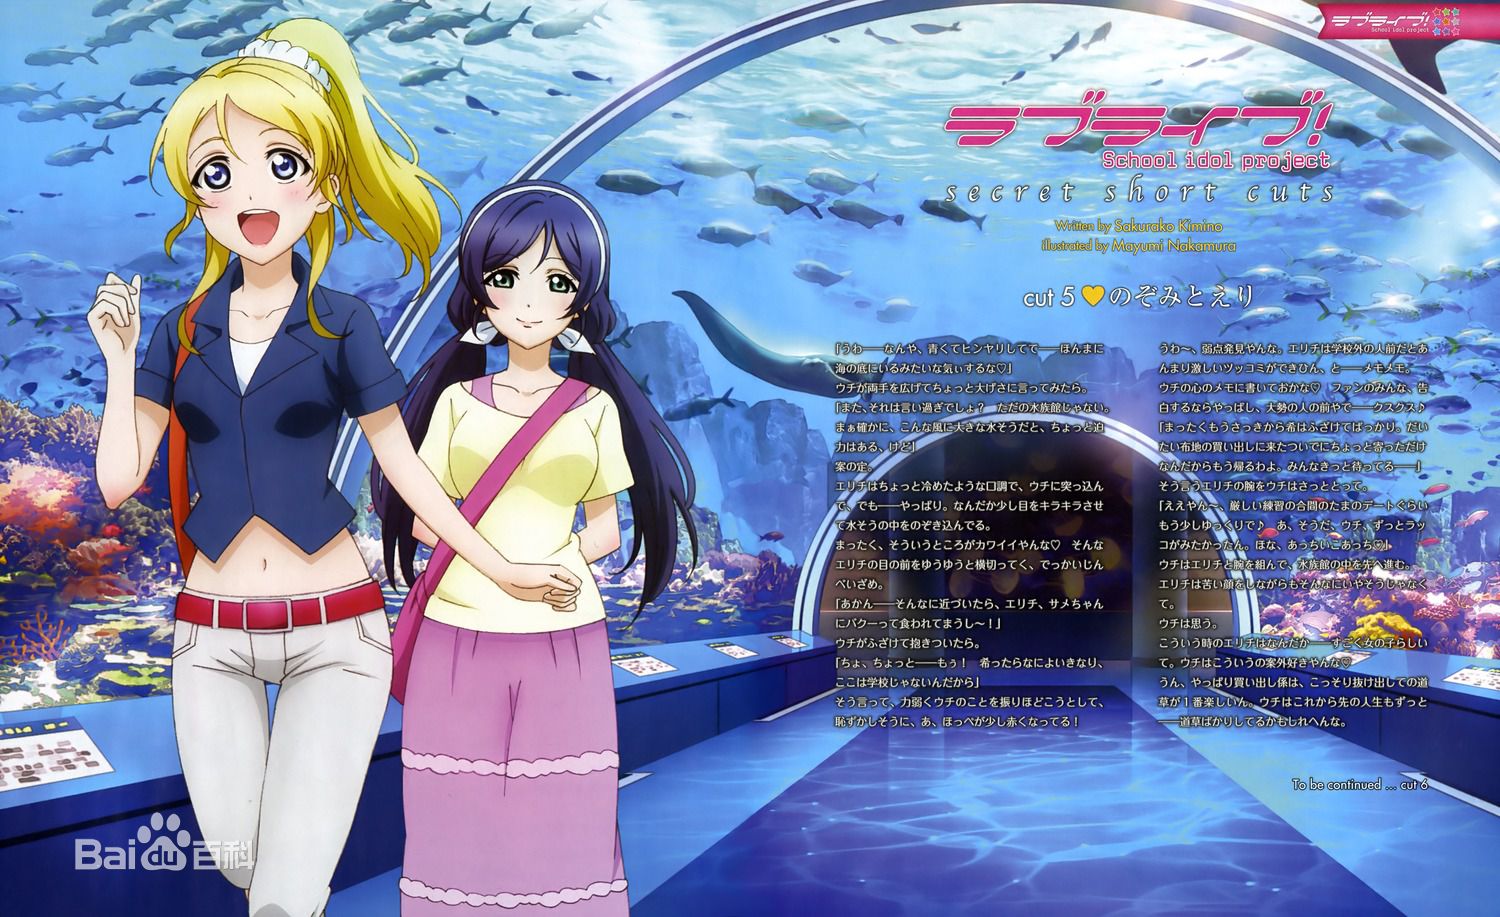 ラブライブ!
School idol project
ラブライブ!
School idol project
secret short cuts
Written by Sakurako Kimino
illustrated by Mayumi Nakamura
cut 5 💛 のぞみとえり
「うわ――なんや、青くてヒンヤリしてて――ほんまに
海の底にいるみたいな気ぃするな♡」
ウチが両手を広げてちょっと大げさに言ってみたら。
「また、それは言い過ぎでしょ？　ただの水族館じゃない。
まぁ確かに、こんな風に大きな水そうだと、ちょっと迫
力はある、けど」
案の定。
エリチはちょっと冷めたような口調で、ウチに突っ込ん
で、でも――やっぱり。なんだか少し目をキラキラさせ
て水そうの中をのぞき込んでる。
まったく、そういうところがカワイイやんな♡　そんな
エリチの目の前をゆうゆうと横切ってく、でっかいじん
べいざめ。
「あかん――そんなに近づいたら、エリチ、サメちゃん
にパクーって食われてまうし～！」
ウチがふざけて抱きついたら。
「ちょ、ちょっと――もぅ！　希ったらなによいきなり、
ここは学校じゃないんだから」
そう言って、力弱くウチのことを振りほどこうとして、
恥ずかしそうに、あ、ほっぺが少し赤くなってる！
うわ～、弱点発見やんな。エリチは学校外の人前だとあ
んまり激しいツッコミができひん、と――メモメモ。
ウチの心のメモに書いておかな♡　ファンのみんな、告
白するならやっぱし、大勢の人の前やで――クスクス♪
「まったくもうさっきから希はふざけてばっかり。だい
たい布地の買い出しに来たついでにちょっと寄っただけ
なんだからもう帰るわよ。みんなきっと待ってる――」
そう言うエリチの腕をウチはさっととって。
「ええやん～、厳しい練習の合間のたまのデートぐらい
もう少しゆっくりで♪　あ、そうだ、ウチ、ずっとラッ
コがみたかったん。ほな、あっちいこあっち♡」
ウチはエリチと腕を組んで、水族館の中を先へ進む。
エリチは苦い顔をしながらもそんなにいやそうじゃなく
て。
ウチは思う。
こういう時のエリチはなんだか――すごく女の子らしい
て。ウチはこういうの案外好きやんな♡
うん、やっぱり買い出し係は、こっそり抜け出しての道
草が１番楽しいん。ウチはこれから先の人生もずっと
――道草ばかりしてるかもしれへんな。
To be continued ... cut 6
Baidu百科